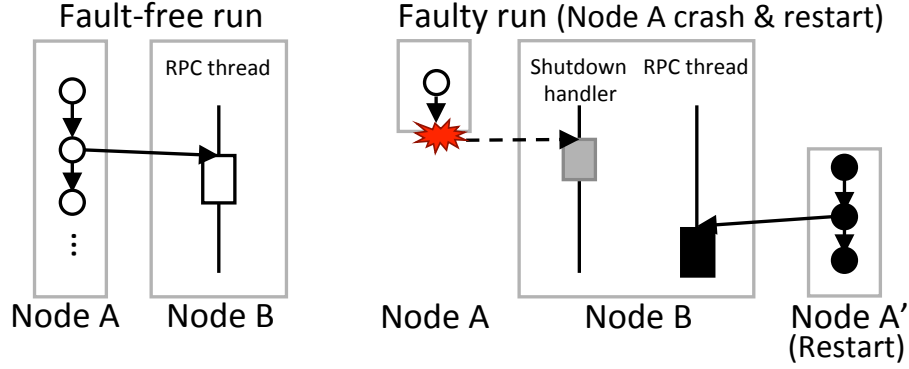 Fault-free run
RPC thread
⋮
Node A
Node B
Faulty run (Node A crash & restart)
Shutdown
handler
RPC thread
Node A
Node B
Node A’
(Restart)